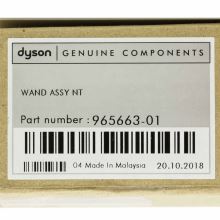 dyson | GENUINE COMPONENTS
WAND ASSY NT
Part number : 965663-01
04 Made In Malaysia 20.10.2018